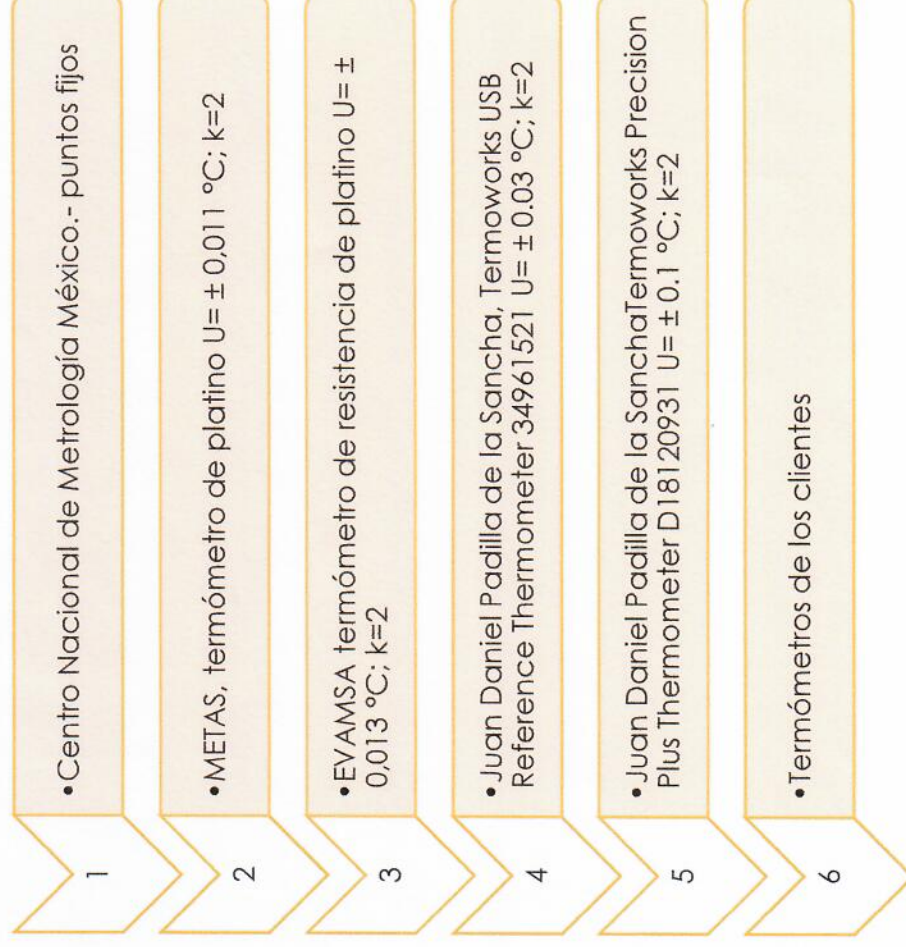 1
•Centro Nacional de Metrología México.- puntos fijos
2
•METAS, termómetro de platino U= ± 0,011 °C; k=2
3
•EVAMSA termómetro de resistencia de platino U= ±
0,013 °C; k=2
4
•Juan Daniel Padilla de la Sancha, Termoworks USB
Reference Thermometer 34961521 U= ± 0.03 °C; k=2
5
•Juan Daniel Padilla de la SanchaTermoworks Precision
Plus Thermometer D18120931 U= ± 0.1 °C; k=2
6
•Termómetros de los clientes